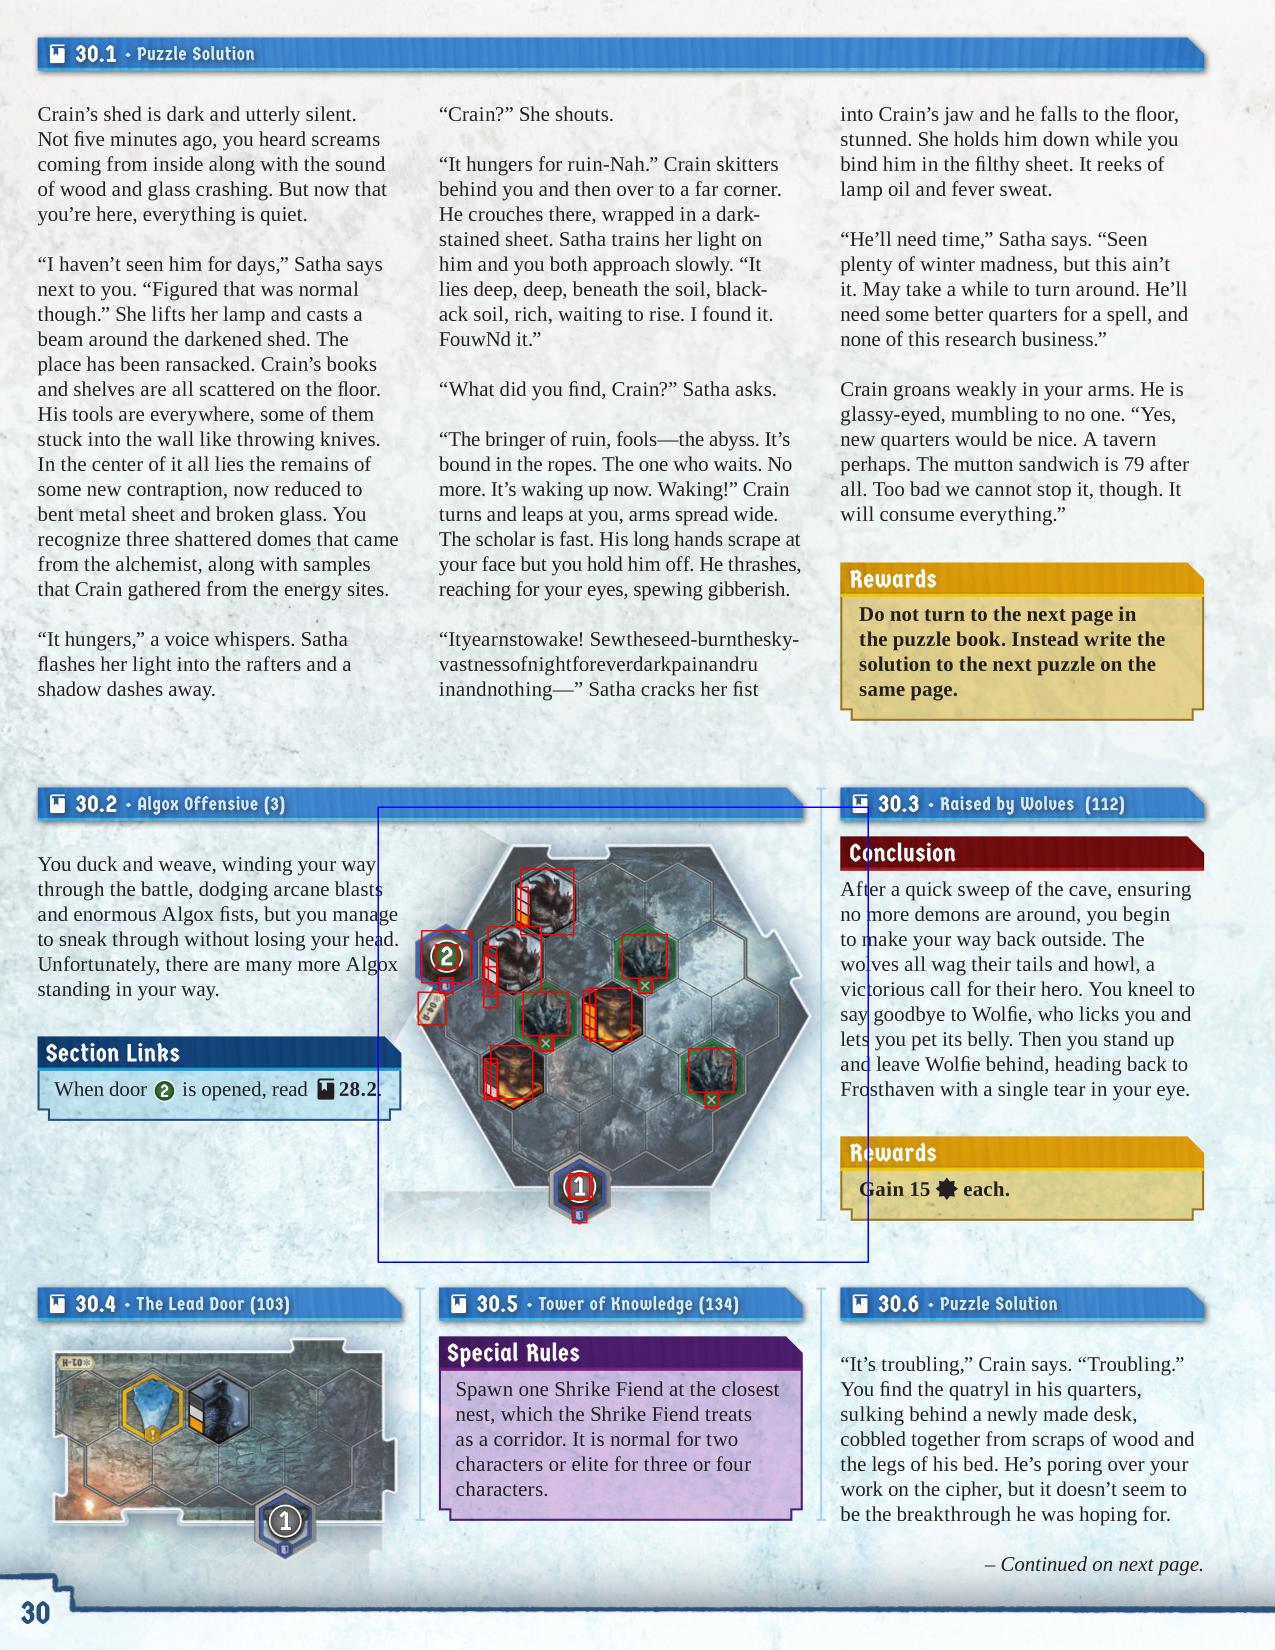 30.1 • Puzzle Solution
Crain’s shed is dark and utterly silent.
Not five minutes ago, you heard screams
coming from inside along with the sound
of wood and glass crashing. But now that
you’re here, everything is quiet.
“I haven’t seen him for days,” Satha says
next to you. “Figured that was normal
though.” She lifts her lamp and casts a
beam around the darkened shed. The
place has been ransacked. Crain’s books
and shelves are all scattered on the floor.
His tools are everywhere, some of them
stuck into the wall like throwing knives.
In the center of it all lies the remains of
some new contraption, now reduced to
bent metal sheet and broken glass. You
recognize three shattered domes that came
from the alchemist, along with samples
that Crain gathered from the energy sites.
“It hungers,” a voice whispers. Satha
flashes her light into the rafters and a
shadow dashes away.
“Crain?” She shouts.
“It hungers for ruin-Nah.” Crain skitters
behind you and then over to a far corner.
He crouches there, wrapped in a dark-
stained sheet. Satha trains her light on
him and you both approach slowly. “It
lies deep, deep, beneath the soil, black-
ack soil, rich, waiting to rise. I found it.
FouwNd it.”
“What did you find, Crain?” Satha asks.
“The bringer of ruin, fools—the abyss. It’s
bound in the ropes. The one who waits. No
more. It’s waking up now. Waking!” Crain
turns and leaps at you, arms spread wide.
The scholar is fast. His long hands scrape at
your face but you hold him off. He thrashes,
reaching for your eyes, spewing gibberish.
“Ityearnstowake! Sewtheseed-burnthesky-
vastnessofnightforeverdarkpainandru
inandnothing—” Satha cracks her fist
into Crain’s jaw and he falls to the floor,
stunned. She holds him down while you
bind him in the filthy sheet. It reeks of
lamp oil and fever sweat.
“He’ll need time,” Satha says. “Seen
plenty of winter madness, but this ain’t
it. May take a while to turn around. He’ll
need some better quarters for a spell, and
none of this research business.”
Crain groans weakly in your arms. He is
glassy-eyed, mumbling to no one. “Yes,
new quarters would be nice. A tavern
perhaps. The mutton sandwich is 79 after
all. Too bad we cannot stop it, though. It
will consume everything.”
Rewards
Do not turn to the next page in
the puzzle book. Instead write the
solution to the next puzzle on the
same page.
30.2 • Algox Offensive (3)
You duck and weave, winding your way
through the battle, dodging arcane blasts
and enormous Algox fists, but you manage
to sneak through without losing your head.
Unfortunately, there are many more Algox
standing in your way.
Section Links
When door 2 is opened, read 28.2.
2
1
30.3 • Raised by Wolves (112)
Conclusion
After a quick sweep of the cave, ensuring
no more demons are around, you begin
to make your way back outside. The
wolves all wag their tails and howl, a
victorious call for their hero. You kneel to
say goodbye to Wolfie, who licks you and
lets you pet its belly. Then you stand up
and leave Wolfie behind, heading back to
Frosthaven with a single tear in your eye.
Rewards
Gain 15 each.
30.4 • The Lead Door (103)
1
30.5 • Tower of Knowledge (134)
Special Rules
Spawn one Shrike Fiend at the closest
nest, which the Shrike Fiend treats
as a corridor. It is normal for two
characters or elite for three or four
characters.
30.6 • Puzzle Solution
“It’s troubling,” Crain says. “Troubling.”
You find the quatryl in his quarters,
sulking behind a newly made desk,
cobbled together from scraps of wood and
the legs of his bed. He’s poring over your
work on the cipher, but it doesn’t seem to
be the breakthrough he was hoping for.
– Continued on next page.
30